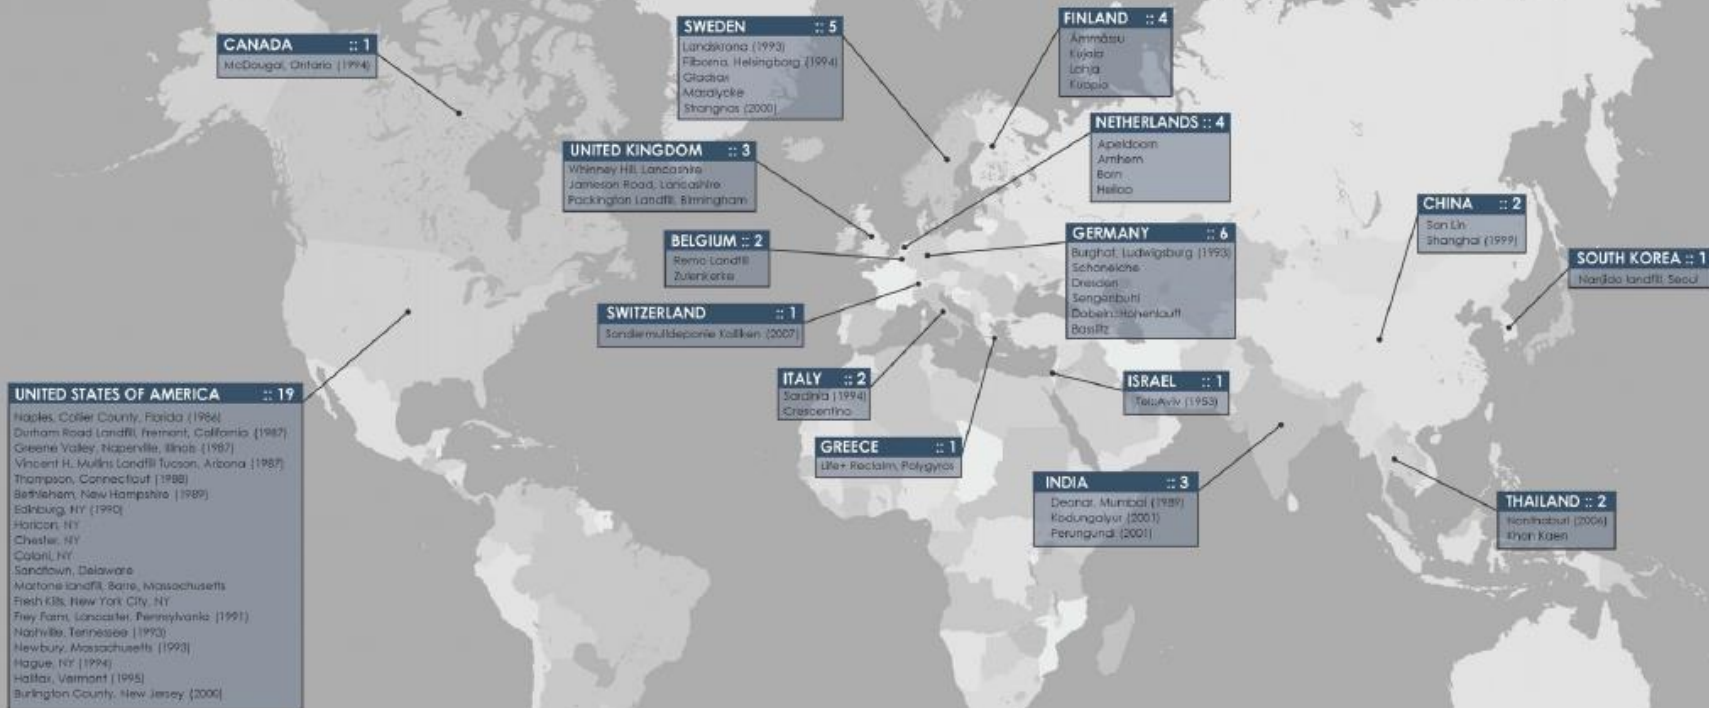 CANADA :: 1
McDougal, Ontario (1994)
SWEDEN :: 5
Landskrona (1993)
Filborna, Helsingborg (1994)
Gladsax
Masalycke
Strangnas (2000)
FINLAND :: 4
Ämmässu
Kujala
Lohja
Kuopio
UNITED KINGDOM :: 3
Whinney Hill, Lancashire
Jameson Road, Lancashire
Packington Landfill, Birmingham
NETHERLANDS :: 4
Apeldoorn
Arnhem
Born
Heiloo
BELGIUM :: 2
Remo Landfill
Zuienkerke
GERMANY :: 6
Burghof, Ludwigsburg (1993)
Schoneiche
Dresden
Sengenbuhl
Dobeln-Hohenlauft
Basslitz
CHINA :: 2
San Lin
Shanghai (1999)
SOUTH KOREA :: 1
Nanjido landfill, Seoul
SWITZERLAND :: 1
Sondermulldeponie Kolliken (2007)
ITALY :: 2
Sardinia (1994)
Crescentino
ISRAEL :: 1
Tel-Aviv (1953)
UNITED STATES OF AMERICA :: 19
Naples, Collier County, Florida (1986)
Durham Road Landfill, Fremont, California (1987)
Greene Valley, Naperville, Illinois (1987)
Vincent H. Mullins Landfill Tucson, Arizona (1987)
Thompson, Connecticut (1988)
Bethlehem, New Hampshire (1989)
Edinburg, NY (1990)
Horicon, NY
Chester, NY
Coloni, NY
Sandtown, Delaware
Martone landfill, Barre, Massachusetts
Fresh Kills, New York City, NY
Frey Farm, Lancaster, Pennsylvania (1991)
Nashville, Tennessee (1993)
Newbury, Massachusetts (1993)
Hague, NY (1994)
Halifax, Vermont (1995)
Burlington County, New Jersey (2000)
GREECE :: 1
Life+ Reclaim, Polygyros
INDIA :: 3
Deonar, Mumbai (1989)
Kodungaiyur (2001)
Perungundi (2001)
THAILAND :: 2
Nonthaburi (2006)
Khon Kaen